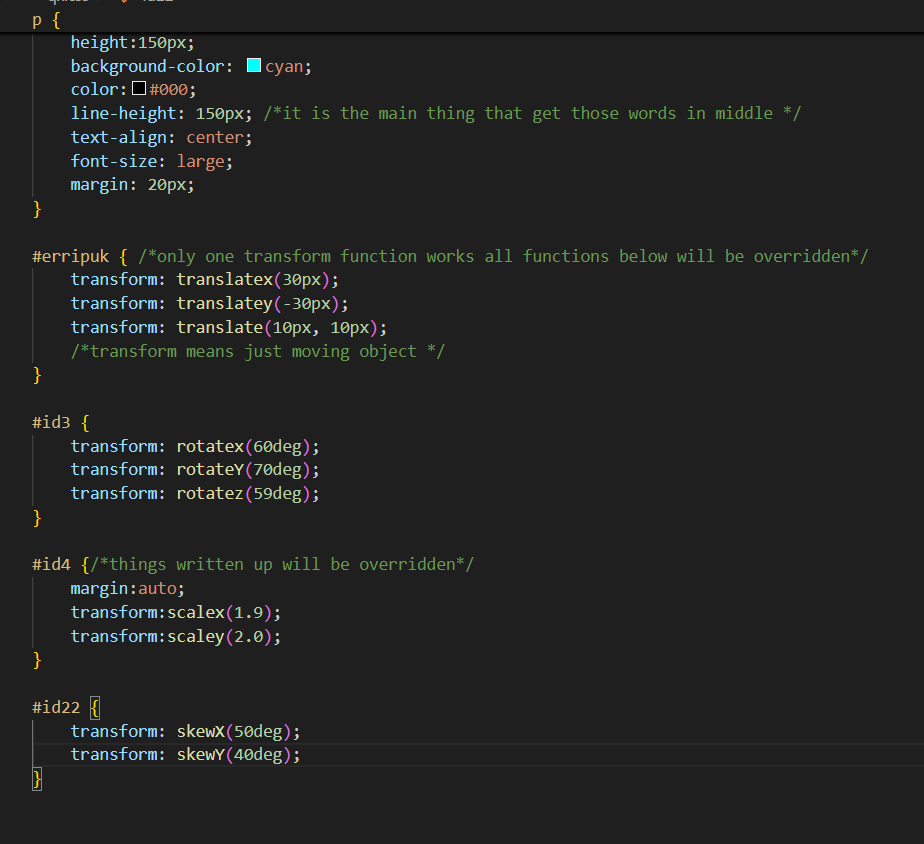 p {
height:150px;
background-color: cyan;
color: #000;
line-height: 150px; /*it is the main thing that get those words in middle */
text-align: center;
font-size: large;
margin: 20px;
}
#erripuk { /*only one transform function works all functions below will be overridden*/
transform: translatex(30px);
transform: translatey(-30px);
transform: translate(10px, 10px);
/*transform means just moving object */
}
#id3 {
transform: rotatex(60deg);
transform: rotateY(70deg);
transform: rotatez(59deg);
}
#id4 {/*things written up will be overridden*/
margin:auto;
transform:scalex(1.9);
transform:scaley(2.0);
}
#id22 {
transform: skewX(50deg);
transform: skewY(40deg);
}